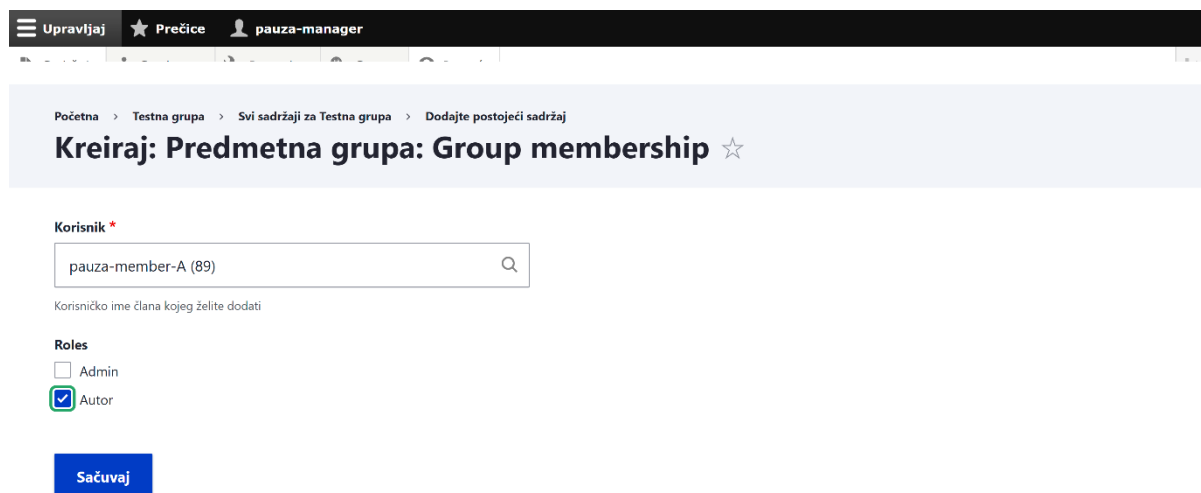 Upravljaj Prečice pauza-manager
Početna > Testna grupa > Svi sadržaji za Testna grupa > Dodajte postojeći sadržaj
Kreiraj: Predmetna grupa: Group membership
Korisnik *
pauza-member-A (89)
Korisničko ime člana kojeg želite dodati
Roles
Admin
Autor
Sačuvaj